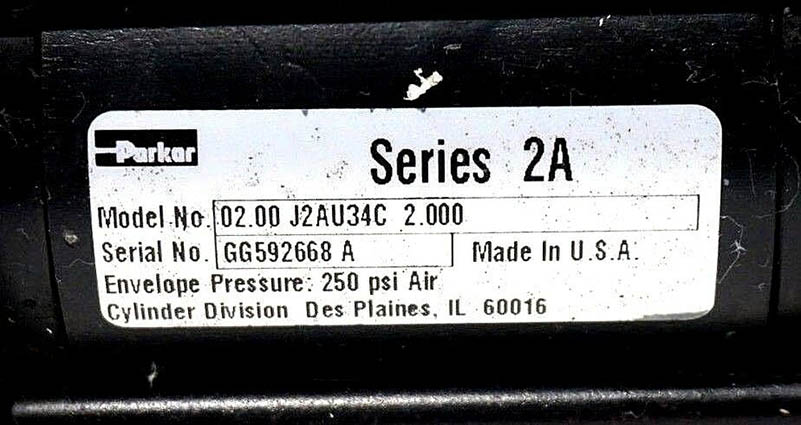 Parker
Series 2A
Model No. 02.00 J2AU34C 2.000
Serial No. GG592668 A Made In U.S.A.
Envelope Pressure: 250 psi Air
Cylinder Division Des Plaines, IL 60016